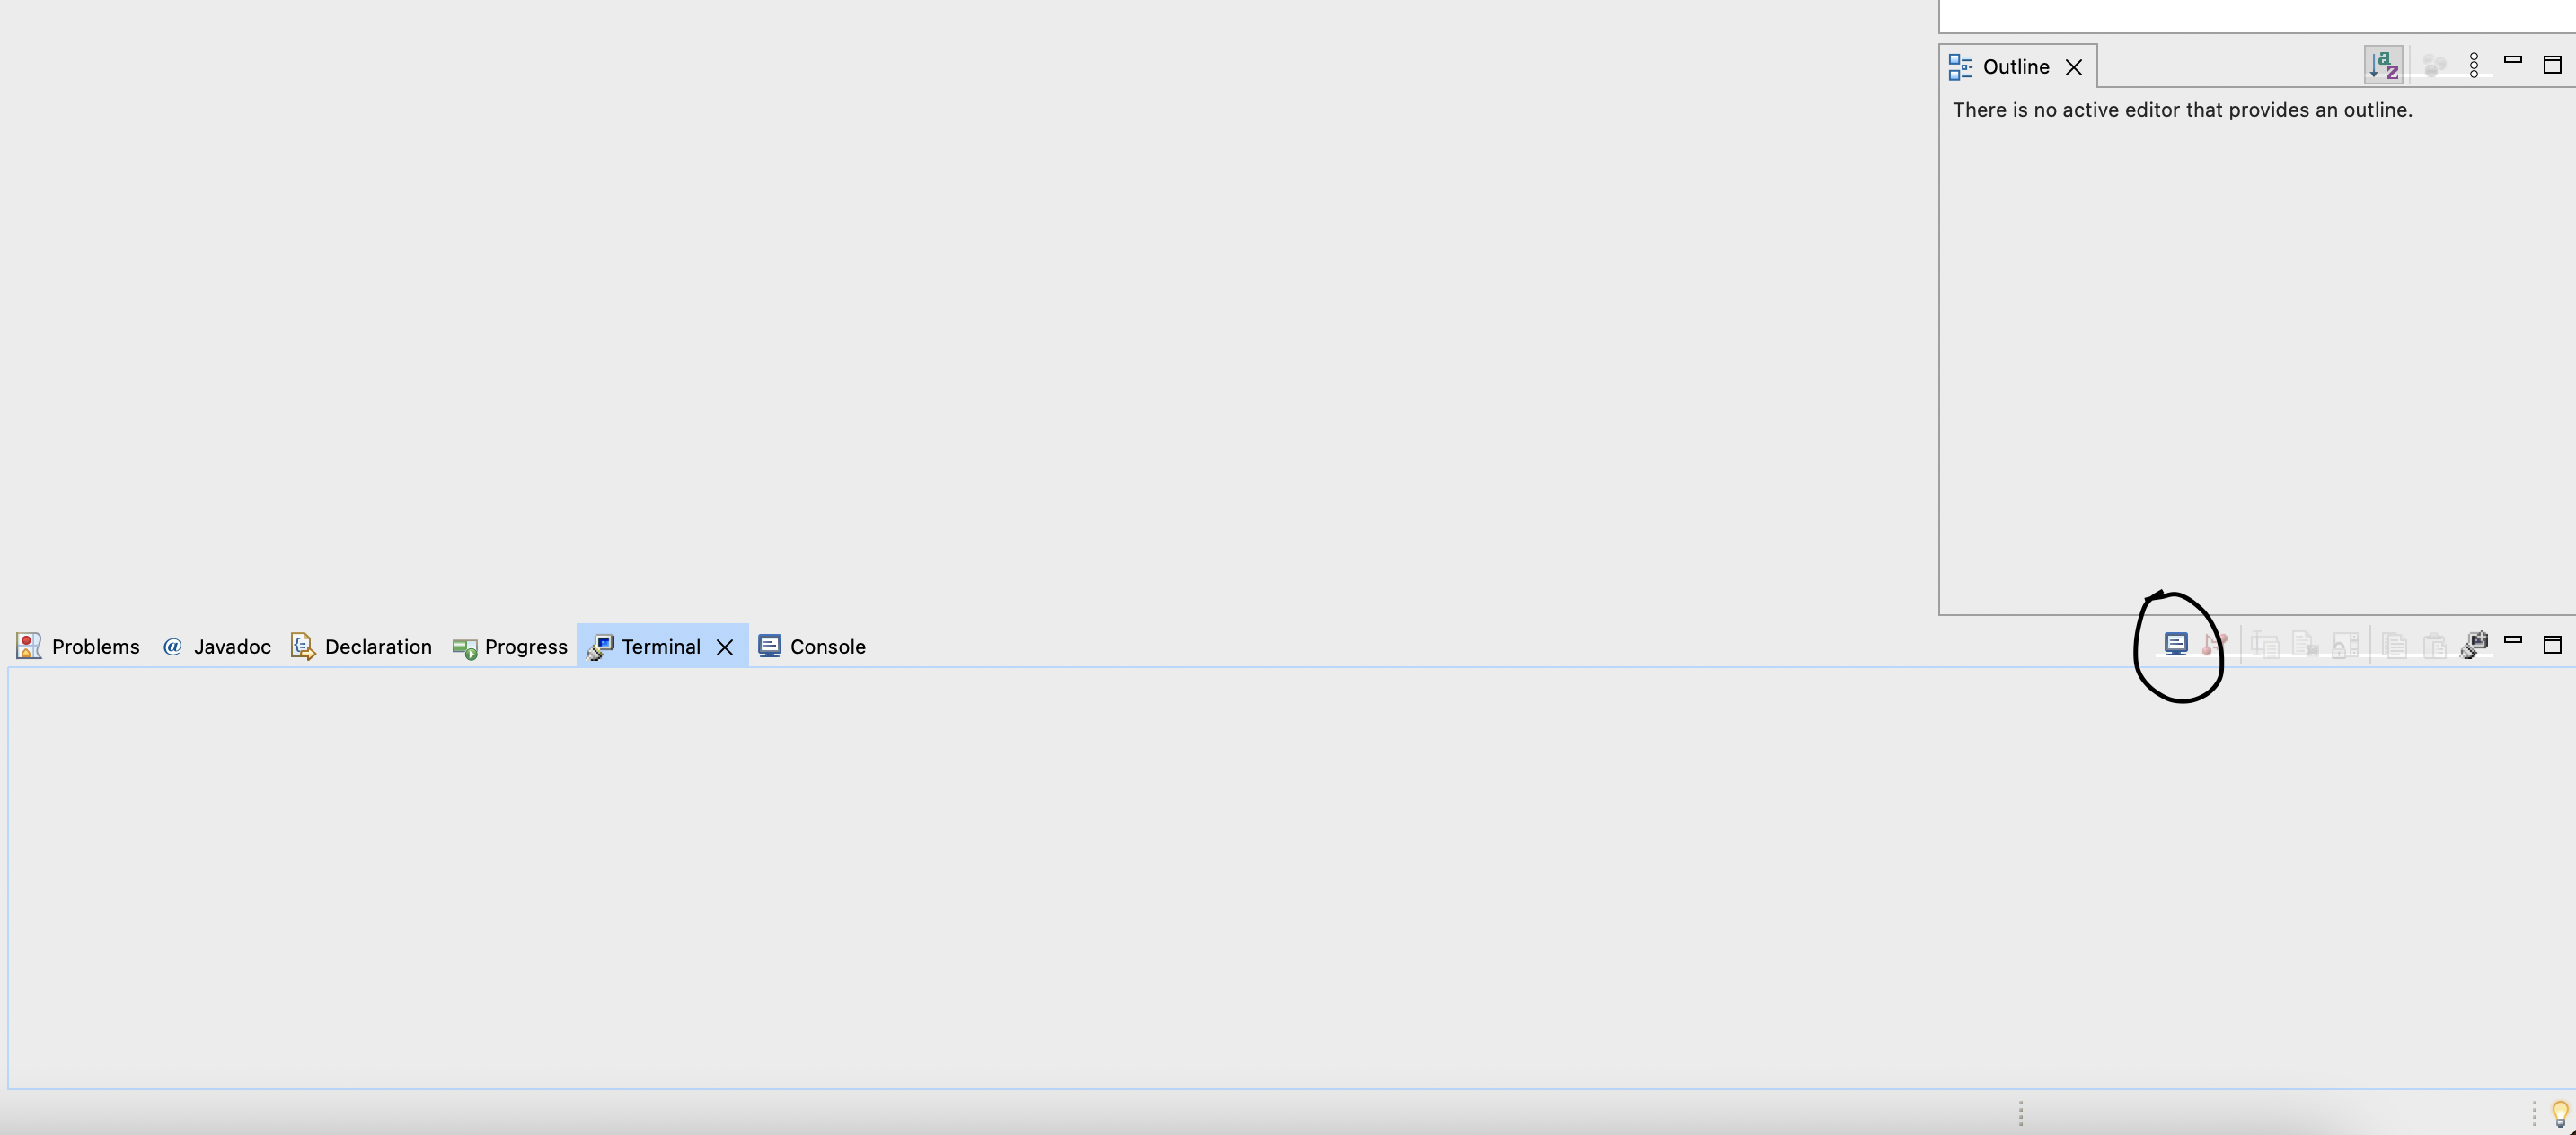 Outline
There is no active editor that provides an outline.
Problems @ Javadoc Declaration Progress Terminal Console